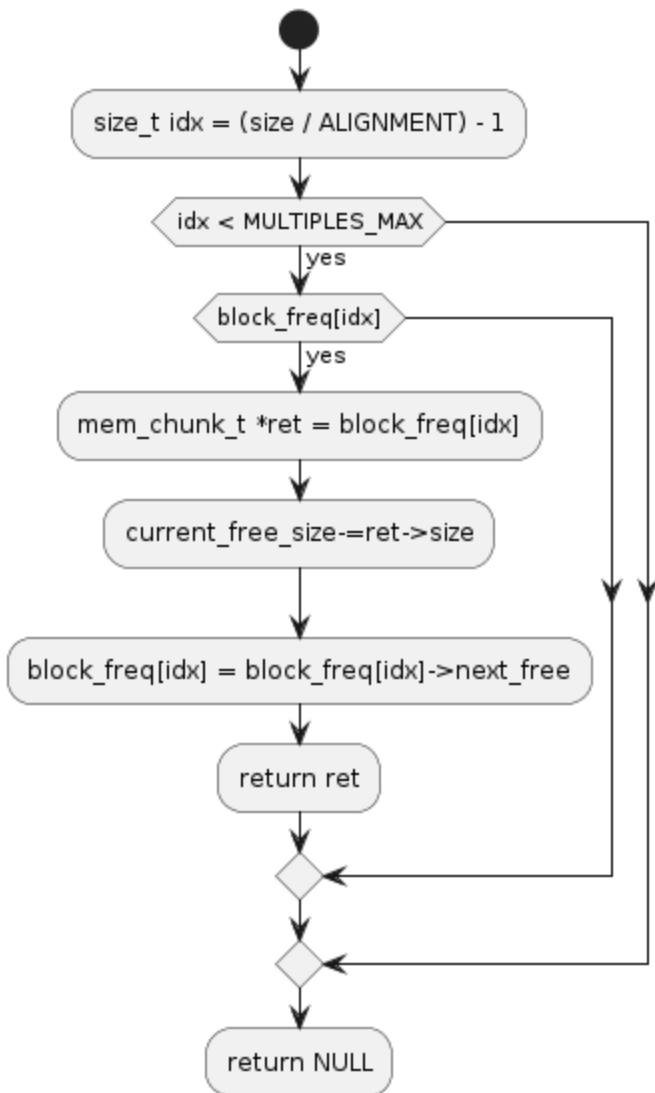 size_t idx = (size / ALIGNMENT) - 1
idx < MULTIPLES_MAX
yes
block_freq[idx]
yes
mem_chunk_t *ret = block_freq[idx]
current_free_size-=ret->size
block_freq[idx] = block_freq[idx]->next_free
return ret
return NULL